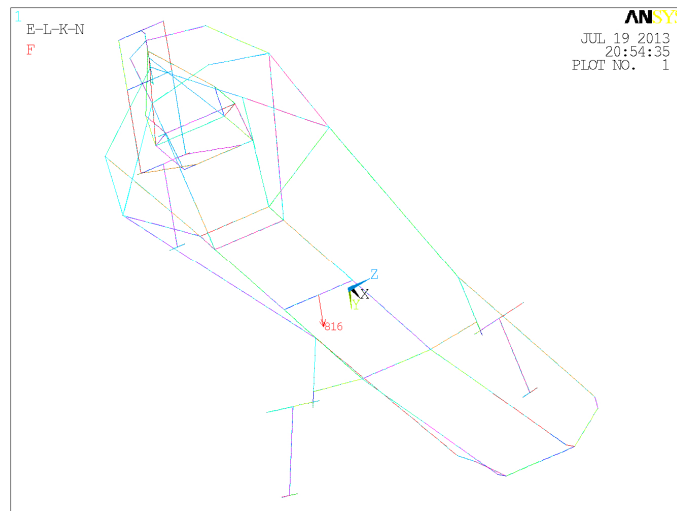 1
E-L-K-N
F
ANSYS
JUL 19 2013
20:54:35
PLOT NO. 1
Z
X
Y
816